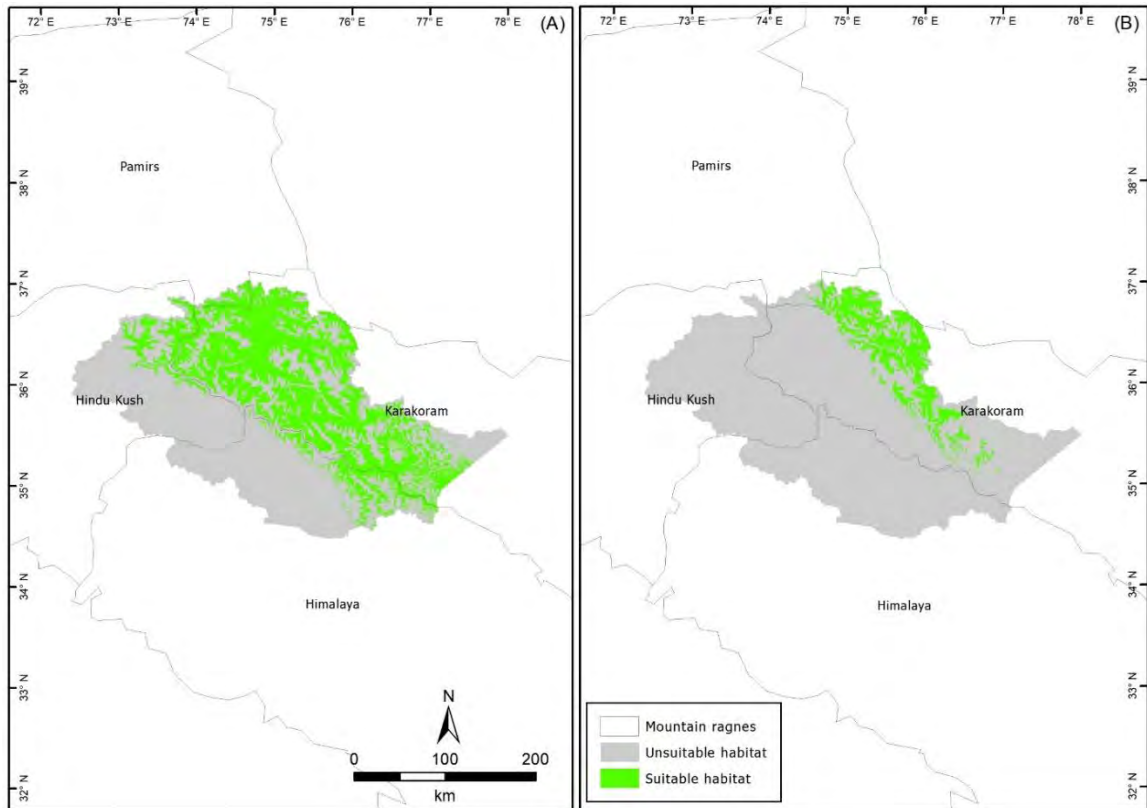 72° E 73° E 74° E 75° E 76° E 77° E 78° E
(A)
39° N
38° N
37° N
36° N
35° N
34° N
33° N
32° N
Pamirs
Hindu Kush
Karakoram
Himalaya
N
0 100 200
km
72° E 73° E 74° E 75° E 76° E 77° E 78° E
(B)
39° N
38° N
37° N
36° N
35° N
34° N
33° N
32° N
Pamirs
Hindu Kush
Karakoram
Himalaya
Mountain ragnes
Unsuitable habitat
Suitable habitat